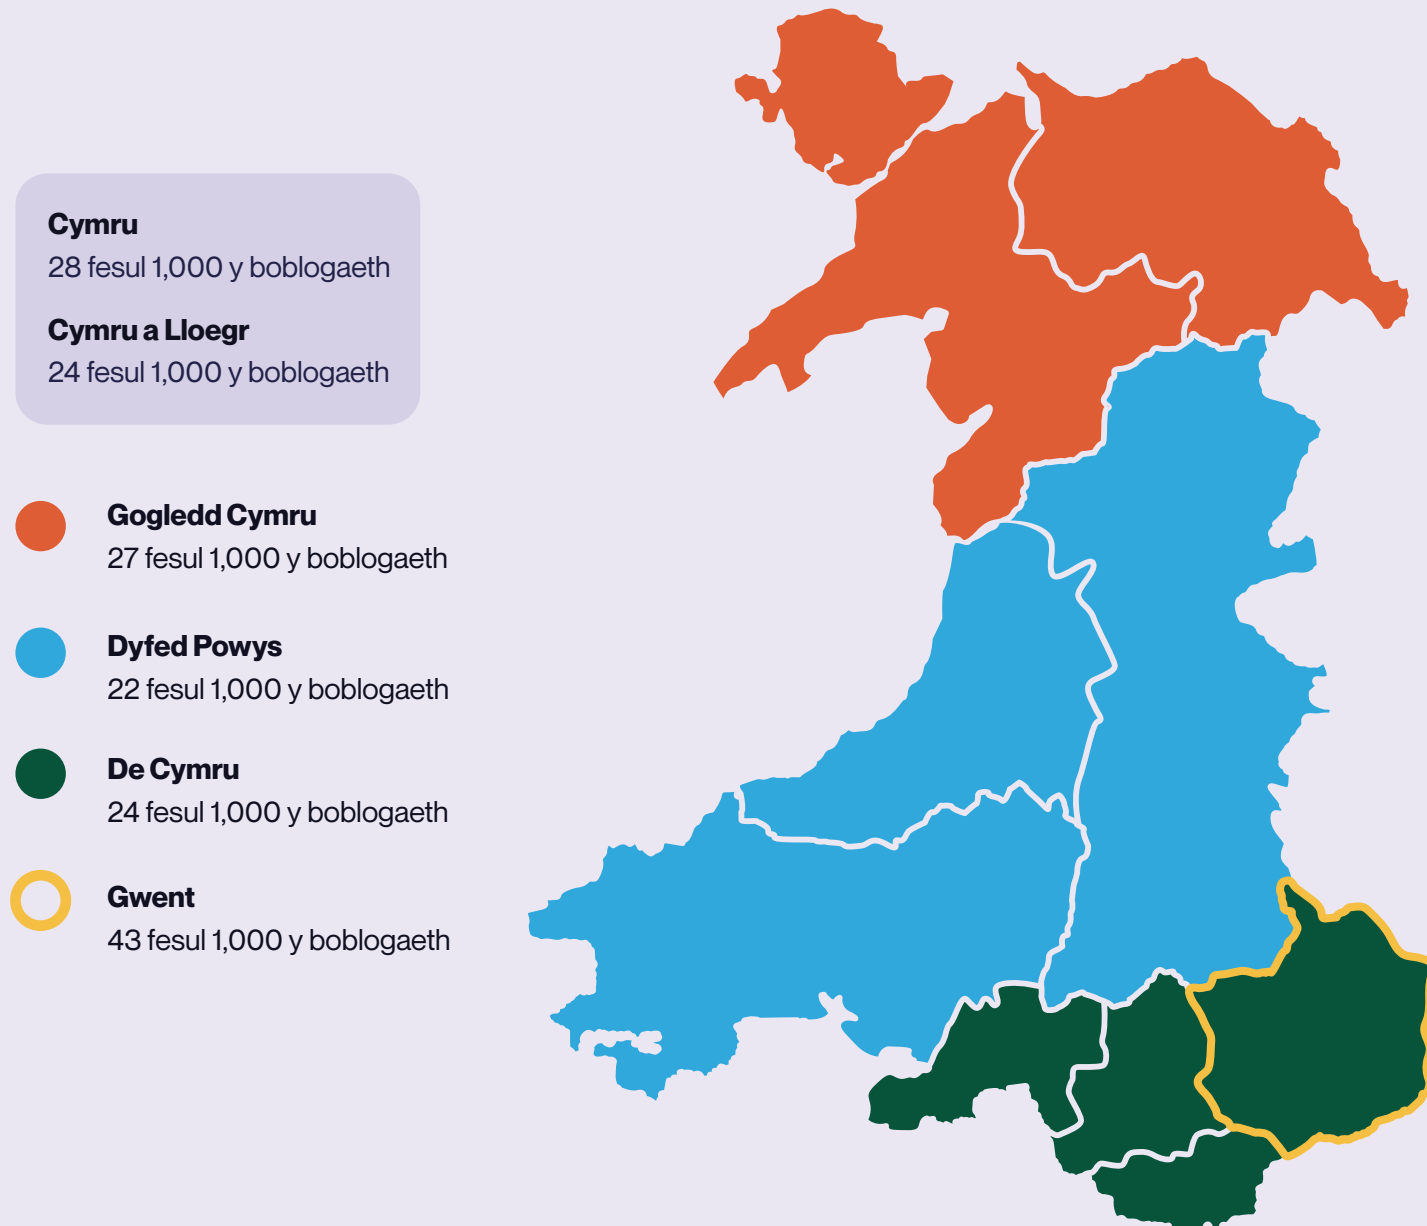 Cymru
28 fesul 1,000 y boblogaeth
Cymru a Lloegr
24 fesul 1,000 y boblogaeth
Gogledd Cymru
27 fesul 1,000 y boblogaeth
Dyfed Powys
22 fesul 1,000 y boblogaeth
De Cymru
24 fesul 1,000 y boblogaeth
Gwent
43 fesul 1,000 y boblogaeth